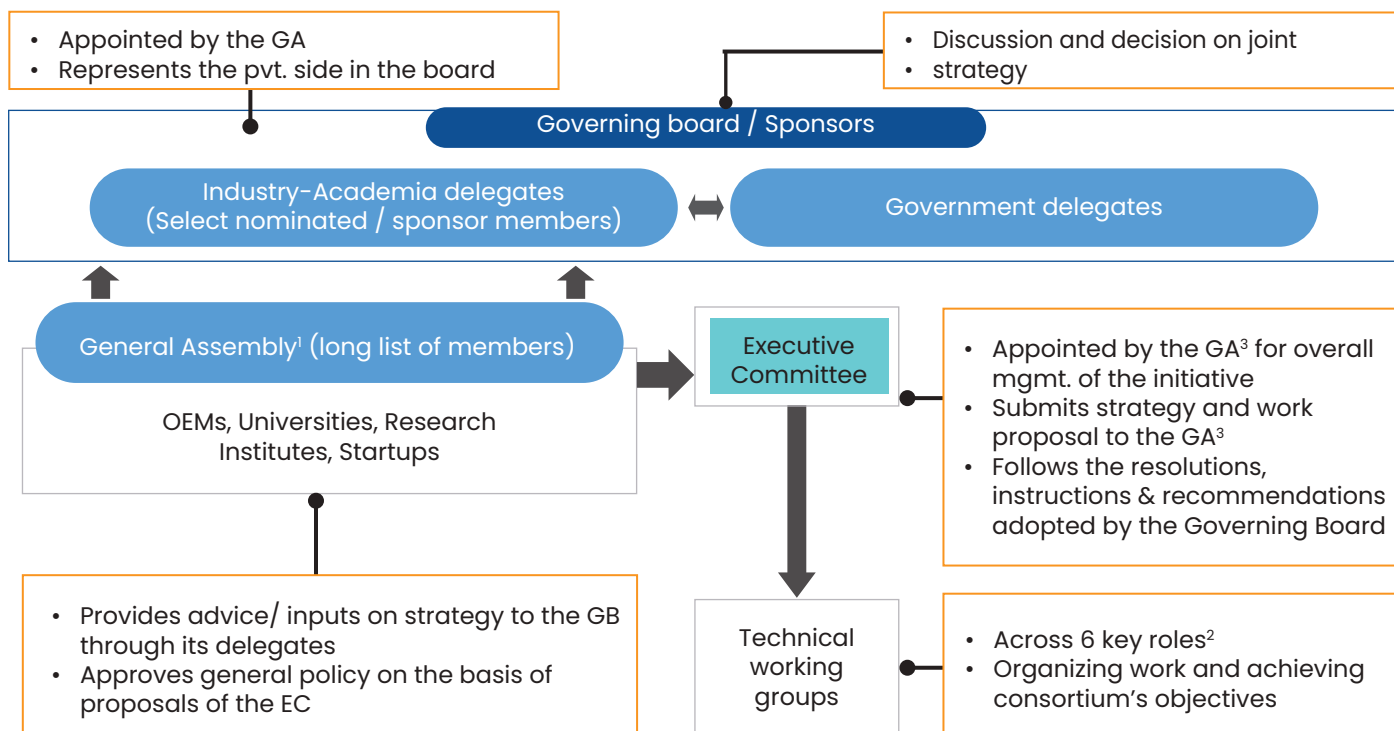 • Appointed by the GA
• Represents the pvt. side in the board
• Discussion and decision on joint
• strategy
Governing board / Sponsors
Industry-Academia delegates
(Select nominated / sponsor members)
Government delegates
General Assembly¹ (long list of members)
OEMs, Universities, Research
Institutes, Startups
Executive
Committee
• Appointed by the GA³ for overall
mgmt. of the initiative
• Submits strategy and work
proposal to the GA³
• Follows the resolutions,
instructions & recommendations
adopted by the Governing Board
• Provides advice/ inputs on strategy to the GB
through its delegates
• Approves general policy on the basis of
proposals of the EC
Technical
working
groups
• Across 6 key roles²
• Organizing work and achieving
consortium's objectives